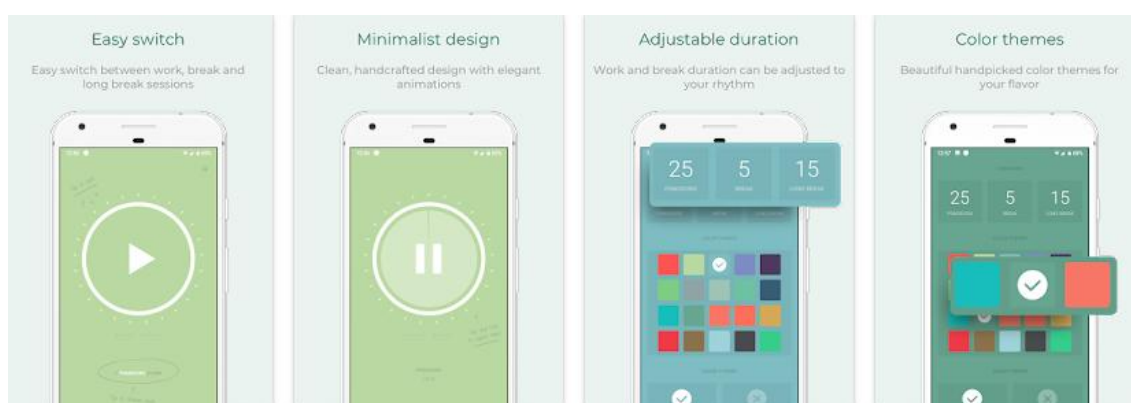 Easy switch
Easy switch between work, break and
long break sessions
Minimalist design
Clean, handcrafted design with elegant
animations
Adjustable duration
Work and break duration can be adjusted to
your rhythm
25 5 15
Color themes
Beautiful handpicked color themes for
your flavor
25 5 15